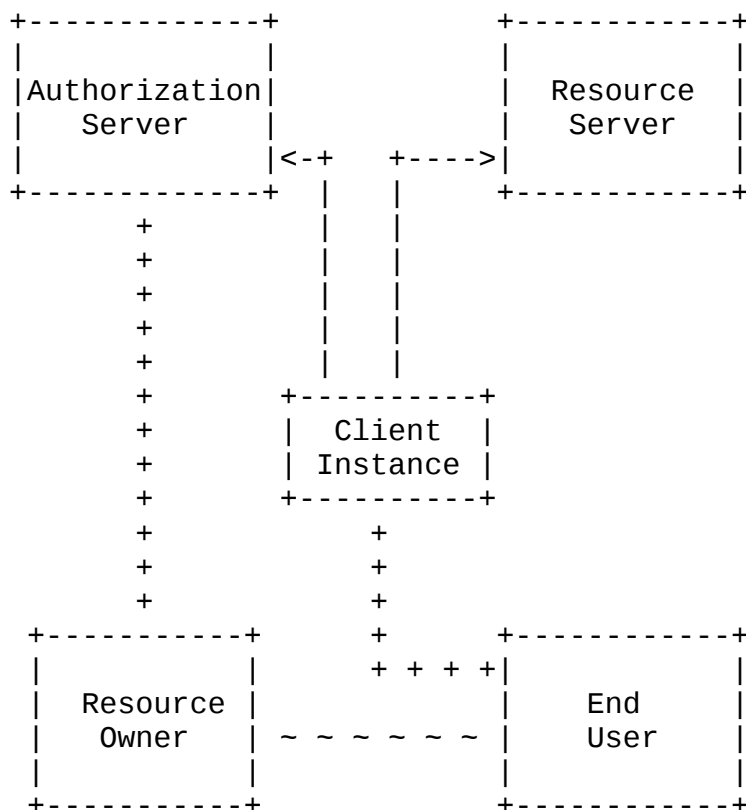 Authorization
Server
Resource
Server
Client
Instance
Resource
Owner
End
User